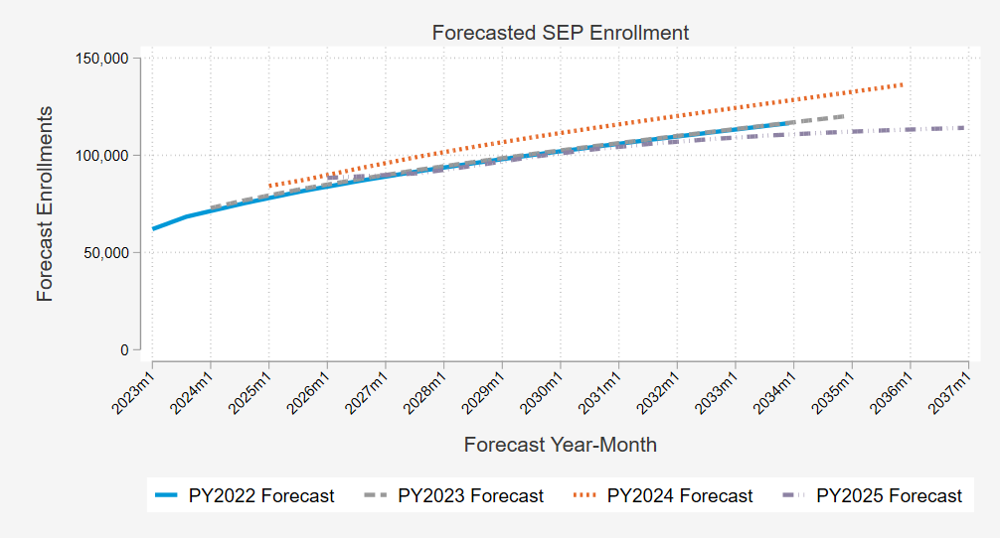 Forecasted SEP Enrollment
Forecast Enrollments
150,000
100,000
50,000
0
2023m1
2024m1
2025m1
2026m1
2027m1
2028m1
2029m1
2030m1
2031m1
2032m1
2033m1
2034m1
2035m1
2036m1
2037m1
Forecast Year-Month
PY2022 Forecast
PY2023 Forecast
PY2024 Forecast
PY2025 Forecast